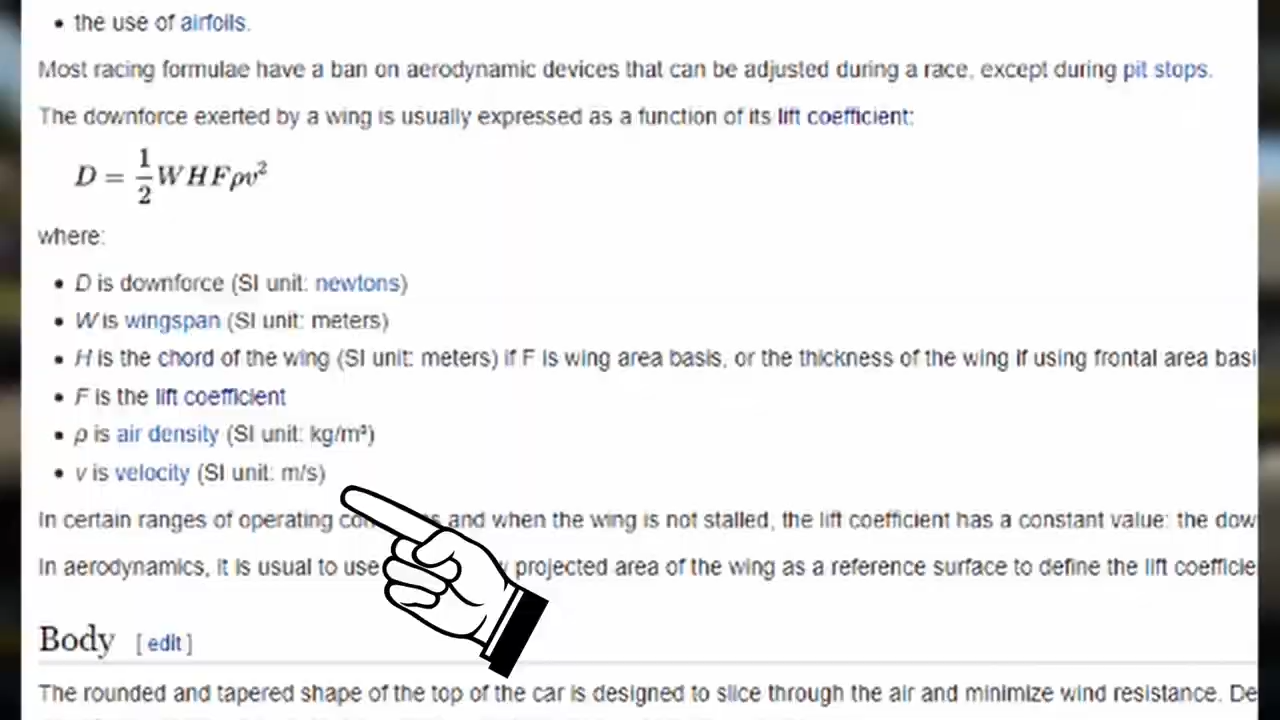 • the use of airfoils.
Most racing formulae have a ban on aerodynamic devices that can be adjusted during a race, except during pit stops.
The downforce exerted by a wing is usually expressed as a function of its lift coefficient:
D = 1/2 W H F ρ v²
where:
• D is downforce (SI unit: newtons)
• W is wingspan (SI unit: meters)
• H is the chord of the wing (SI unit: meters) if F is wing area basis, or the thickness of the wing if using frontal area basi
• F is the lift coefficient
• ρ is air density (SI unit: kg/m³)
• v is velocity (SI unit: m/s)
In certain ranges of operating and when the wing is not stalled, the lift coefficient has a constant value: the dow
In aerodynamics, it is usual to use projected area of the wing as a reference surface to define the lift coefficie
Body [ edit ]
The rounded and tapered shape of the top of the car is designed to slice through the air and minimize wind resistance. De